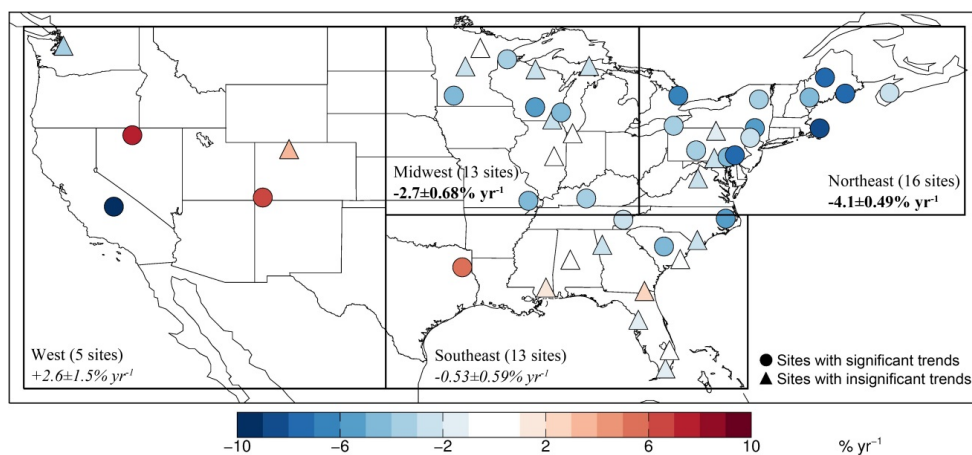 Midwest (13 sites)
-2.7±0.68% yr⁻¹
Northeast (16 sites)
-4.1±0.49% yr⁻¹
West (5 sites)
+2.6±1.5% yr⁻¹
Southeast (13 sites)
-0.53±0.59% yr⁻¹
Sites with significant trends
Sites with insignificant trends
-10 -6 -2 2 6 10 % yr⁻¹